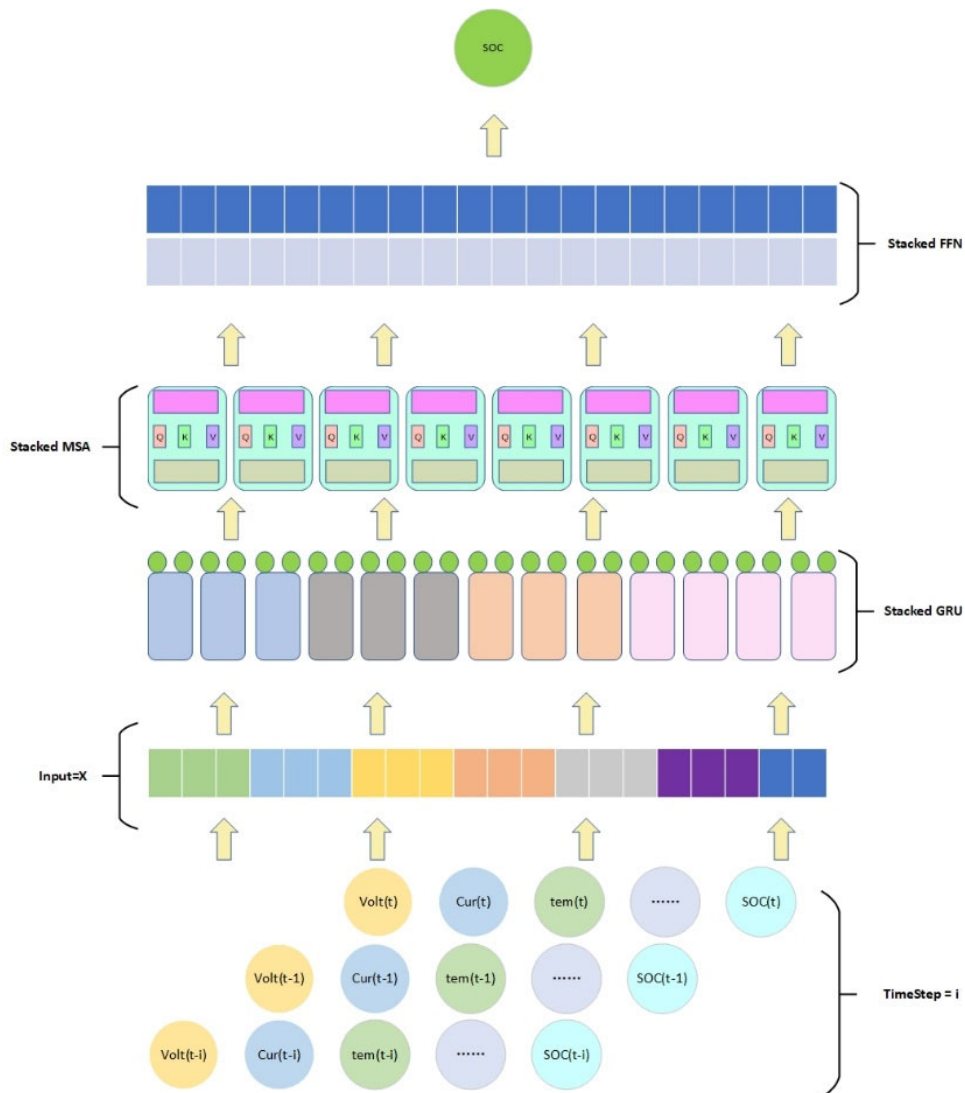 SOC
Stacked FFN
Stacked MSA
Q K V Q K V Q K V Q K V Q K V Q K V Q K V Q K V
Stacked GRU
Input=X
Volt(t) Cur(t) tem(t) ...... SOC(t)
Volt(t-1) Cur(t-1) tem(t-1) ...... SOC(t-1)
TimeStep = i
Volt(t-i) Cur(t-i) tem(t-i) ...... SOC(t-i)